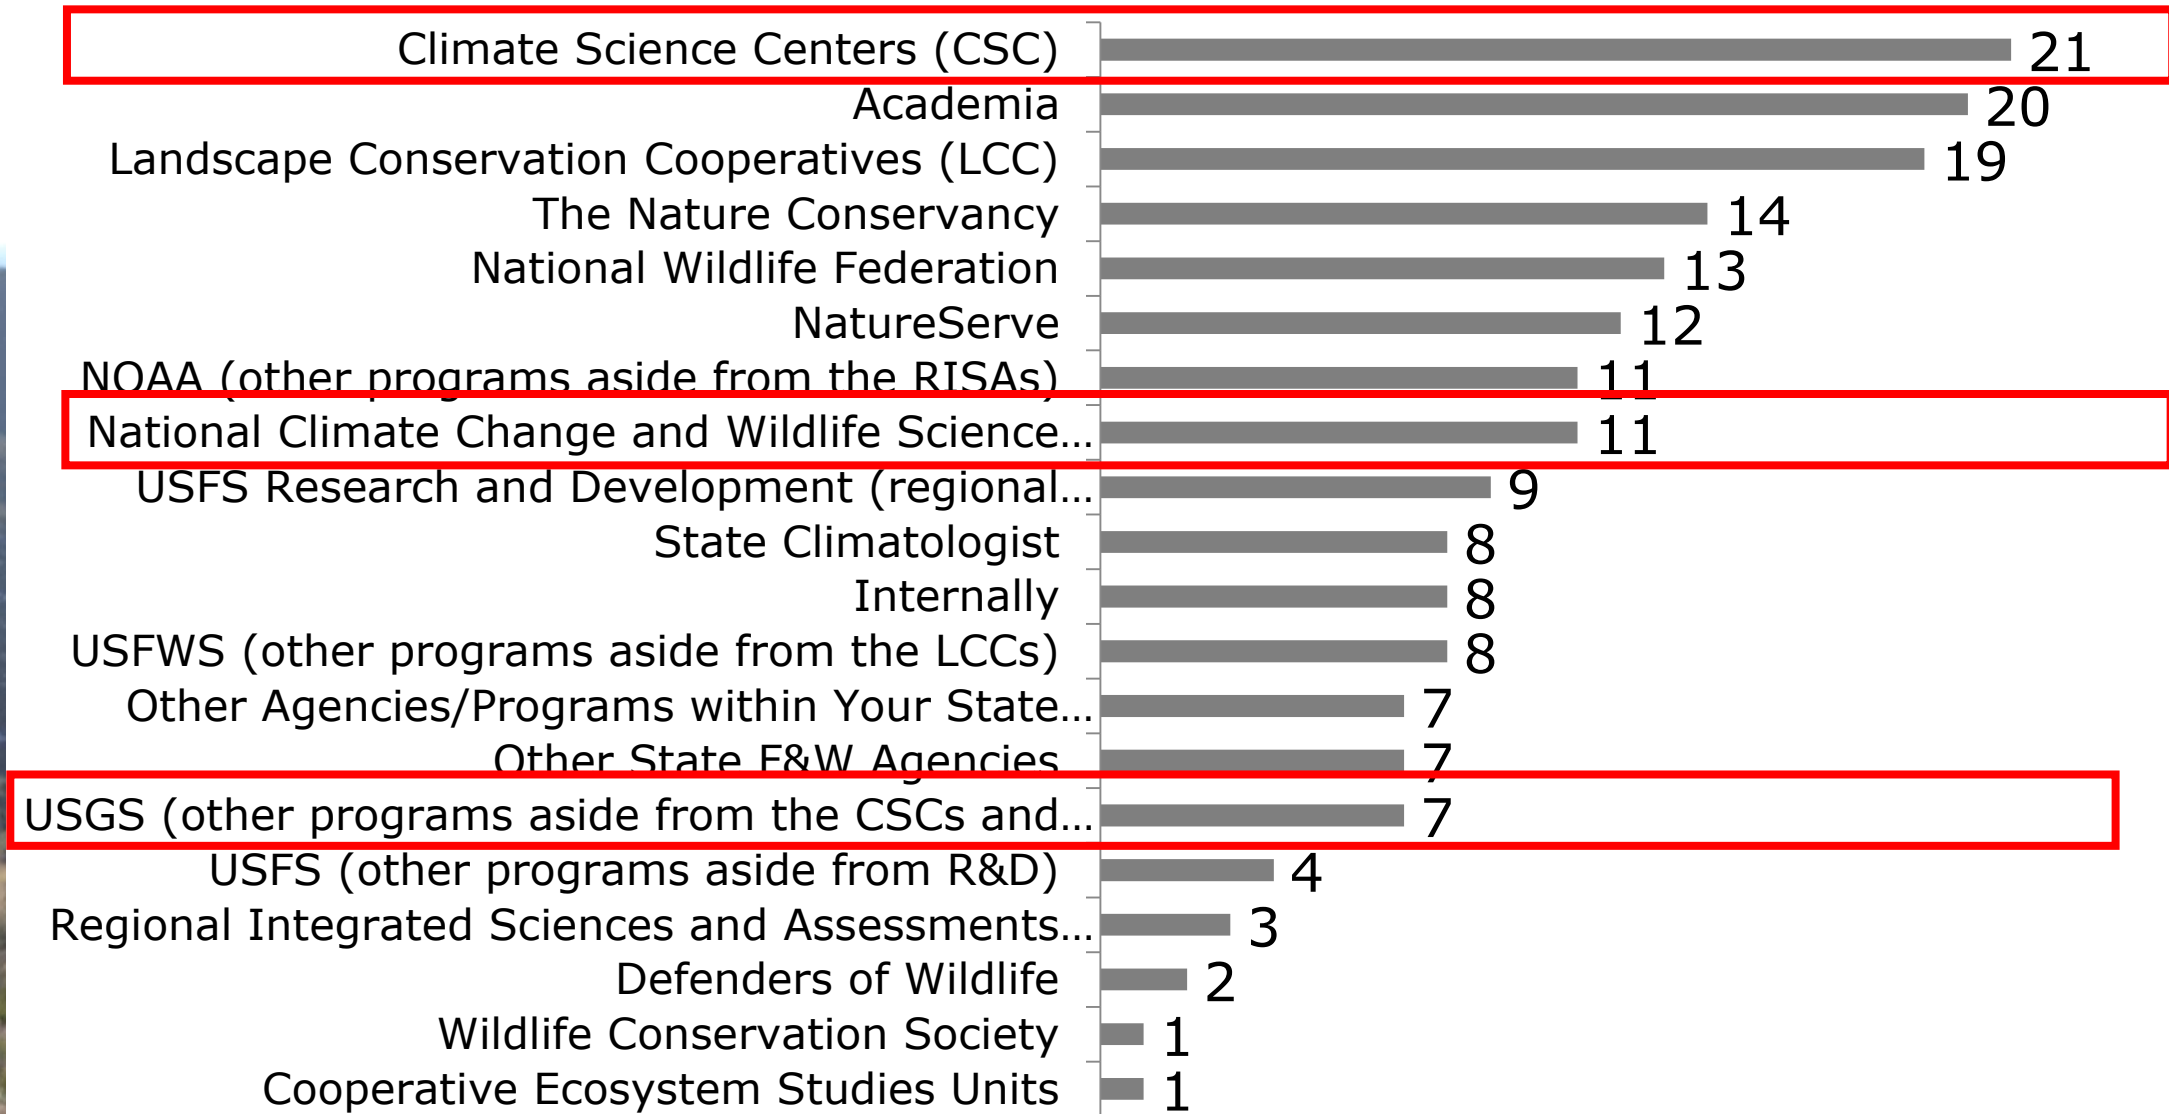 Climate Science Centers (CSC) 21
Academia 20
Landscape Conservation Cooperatives (LCC) 19
The Nature Conservancy 14
National Wildlife Federation 13
NatureServe 12
NOAA (other programs aside from the RISAs) 11
National Climate Change and Wildlife Science... 11
USFS Research and Development (regional... 9
State Climatologist 8
Internally 8
USFWS (other programs aside from the LCCs) 8
Other Agencies/Programs within Your State... 7
Other State F&W Agencies 7
USGS (other programs aside from the CSCs and... 7
USFS (other programs aside from R&D) 4
Regional Integrated Sciences and Assessments... 3
Defenders of Wildlife 2
Wildlife Conservation Society 1
Cooperative Ecosystem Studies Units 1